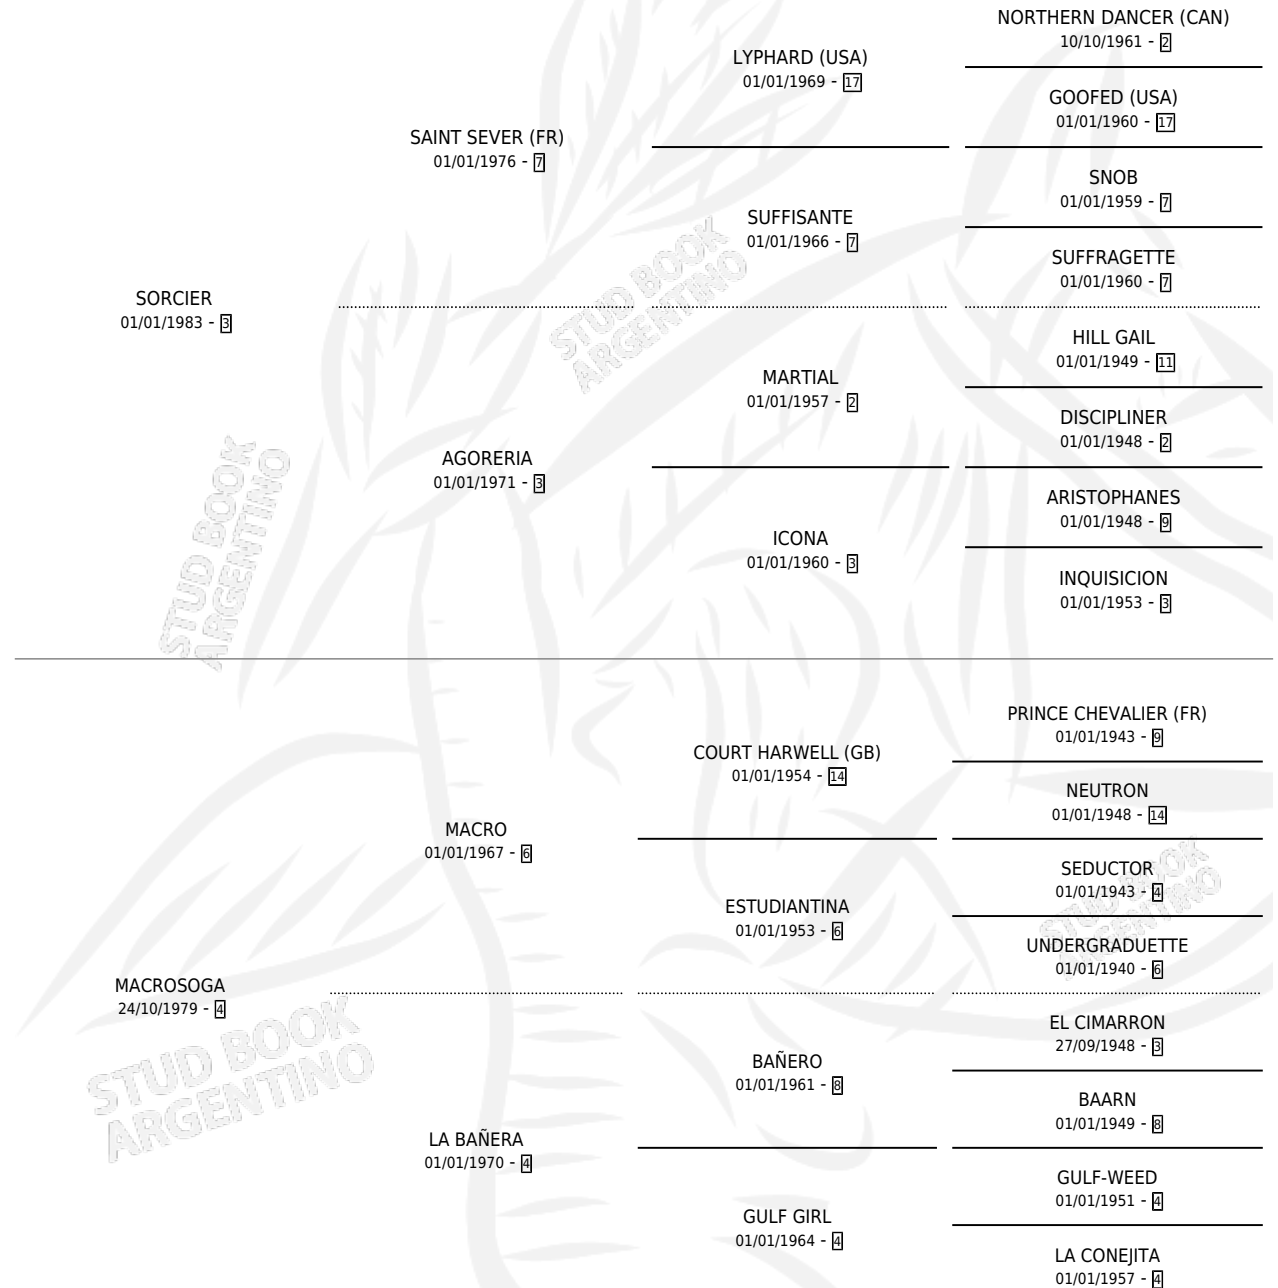 NORTHERN DANCER (CAN)
10/10/1961 - 2
LYPHARD (USA)
01/01/1969 - 17
GOOFED (USA)
01/01/1960 - 17
SAINT SEVER (FR)
01/01/1976 - 7
SNOB
01/01/1959 - 7
SUFFISANTE
01/01/1966 - 7
SUFFRAGETTE
01/01/1960 - 7
SORCIER
01/01/1983 - 3
HILL GAIL
01/01/1949 - 11
MARTIAL
01/01/1957 - 2
DISCIPLINER
01/01/1948 - 2
AGORERIA
01/01/1971 - 3
ARISTOPHANES
01/01/1948 - 9
ICONA
01/01/1960 - 3
INQUISICION
01/01/1953 - 3
PRINCE CHEVALIER (FR)
01/01/1943 - 9
COURT HARWELL (GB)
01/01/1954 - 14
NEUTRON
01/01/1948 - 14
MACRO
01/01/1967 - 6
SEDUCTOR
01/01/1943 - 4
ESTUDIANTINA
01/01/1953 - 6
UNDERGRADUETTE
01/01/1940 - 6
MACROSOGA
24/10/1979 - 4
EL CIMARRON
27/09/1948 - 3
BAÑERO
01/01/1961 - 8
BAARN
01/01/1949 - 8
LA BAÑERA
01/01/1970 - 4
GULF-WEED
01/01/1951 - 4
GULF GIRL
01/01/1964 - 4
LA CONEJITA
01/01/1957 - 4
STUD BOOK
ARGENTINO
STUD BOOK
ARGENTINO
STUD BOOK
ARGENTINO
STUD BOOK
ARGENTINO